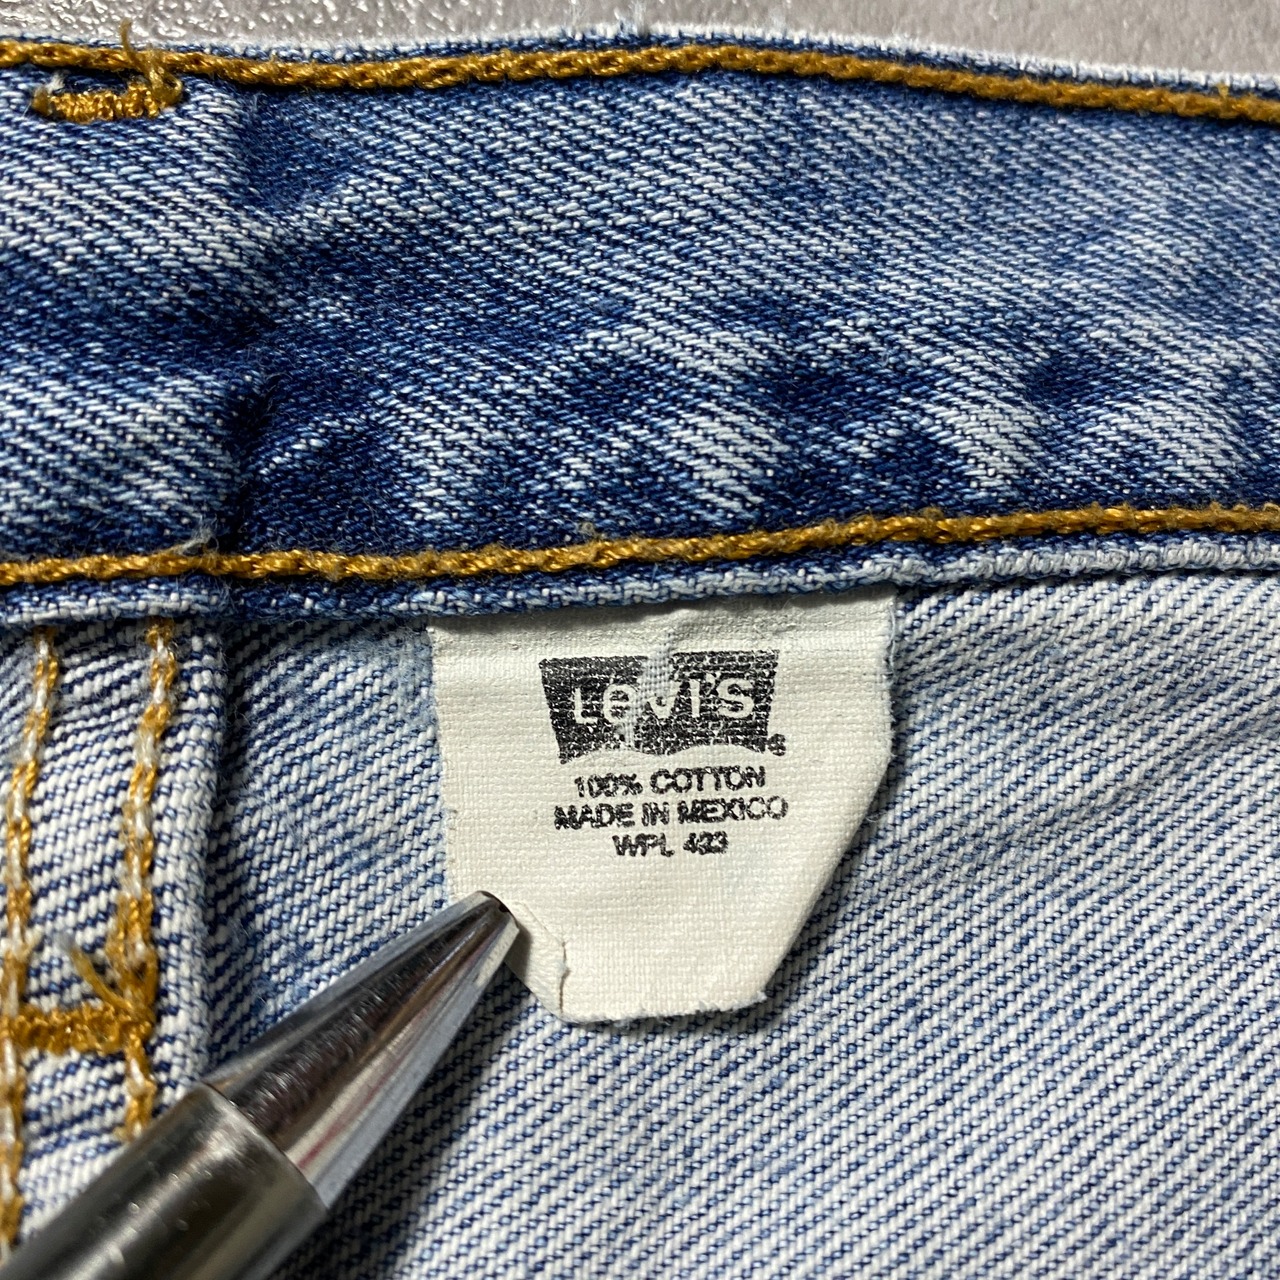 LEVI'S
100% COTTON
MADE IN MEXICO
WPL 423